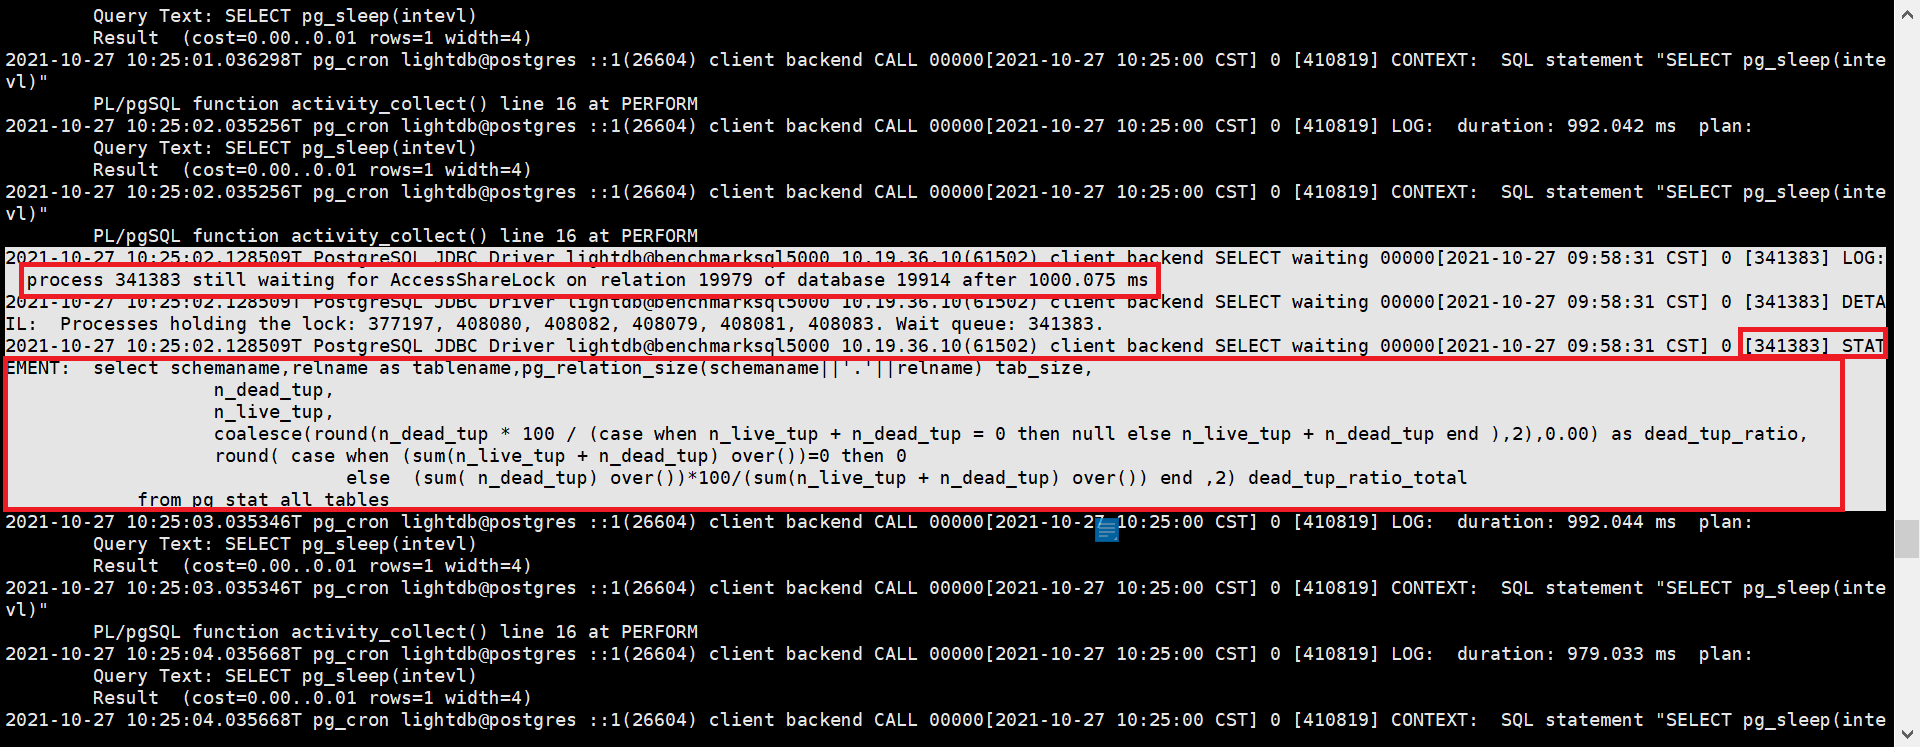 Query Text: SELECT pg_sleep(intevl)
        Result  (cost=0.00..0.01 rows=1 width=4)
2021-10-27 10:25:01.036298T pg_cron lightdb@postgres ::1(26604) client backend CALL 00000[2021-10-27 10:25:00 CST] 0 [410819] CONTEXT:  SQL statement "SELECT pg_sleep(inte
vl)"
        PL/pgSQL function activity_collect() line 16 at PERFORM
2021-10-27 10:25:02.035256T pg_cron lightdb@postgres ::1(26604) client backend CALL 00000[2021-10-27 10:25:00 CST] 0 [410819] LOG:  duration: 992.042 ms  plan:
        Query Text: SELECT pg_sleep(intevl)
        Result  (cost=0.00..0.01 rows=1 width=4)
2021-10-27 10:25:02.035256T pg_cron lightdb@postgres ::1(26604) client backend CALL 00000[2021-10-27 10:25:00 CST] 0 [410819] CONTEXT:  SQL statement "SELECT pg_sleep(inte
vl)"
        PL/pgSQL function activity_collect() line 16 at PERFORM
2021-10-27 10:25:02.128509T PostgreSQL JDBC Driver lightdb@benchmarksql5000 10.19.36.10(61502) client backend SELECT waiting 00000[2021-10-27 09:58:31 CST] 0 [341383] LOG:
  process 341383 still waiting for AccessShareLock on relation 19979 of database 19914 after 1000.075 ms
2021-10-27 10:25:02.128509T PostgreSQL JDBC Driver lightdb@benchmarksql5000 10.19.36.10(61502) client backend SELECT waiting 00000[2021-10-27 09:58:31 CST] 0 [341383] DETA
IL:  Processes holding the lock: 377197, 408080, 408082, 408079, 408081, 408083. Wait queue: 341383.
2021-10-27 10:25:02.128509T PostgreSQL JDBC Driver lightdb@benchmarksql5000 10.19.36.10(61502) client backend SELECT waiting 00000[2021-10-27 09:58:31 CST] 0 [341383] STAT
EMENT:  select schemaname,relname as tablename,pg_relation_size(schemaname||'.'||relname) tab_size,
                   n_dead_tup,
                   n_live_tup,
                   coalesce(round(n_dead_tup * 100 / (case when n_live_tup + n_dead_tup = 0 then null else n_live_tup + n_dead_tup end ),2),0.00) as dead_tup_ratio,
                   round( case when (sum(n_live_tup + n_dead_tup) over())=0 then 0
                               else  (sum( n_dead_tup) over())*100/(sum(n_live_tup + n_dead_tup) over()) end ,2) dead_tup_ratio_total
            from pg_stat_all_tables
2021-10-27 10:25:03.035346T pg_cron lightdb@postgres ::1(26604) client backend CALL 00000[2021-10-27 10:25:00 CST] 0 [410819] LOG:  duration: 992.044 ms  plan:
        Query Text: SELECT pg_sleep(intevl)
        Result  (cost=0.00..0.01 rows=1 width=4)
2021-10-27 10:25:03.035346T pg_cron lightdb@postgres ::1(26604) client backend CALL 00000[2021-10-27 10:25:00 CST] 0 [410819] CONTEXT:  SQL statement "SELECT pg_sleep(inte
vl)"
        PL/pgSQL function activity_collect() line 16 at PERFORM
2021-10-27 10:25:04.035668T pg_cron lightdb@postgres ::1(26604) client backend CALL 00000[2021-10-27 10:25:00 CST] 0 [410819] LOG:  duration: 979.033 ms  plan:
        Query Text: SELECT pg_sleep(intevl)
        Result  (cost=0.00..0.01 rows=1 width=4)
2021-10-27 10:25:04.035668T pg_cron lightdb@postgres ::1(26604) client backend CALL 00000[2021-10-27 10:25:00 CST] 0 [410819] CONTEXT:  SQL statement "SELECT pg_sleep(inte